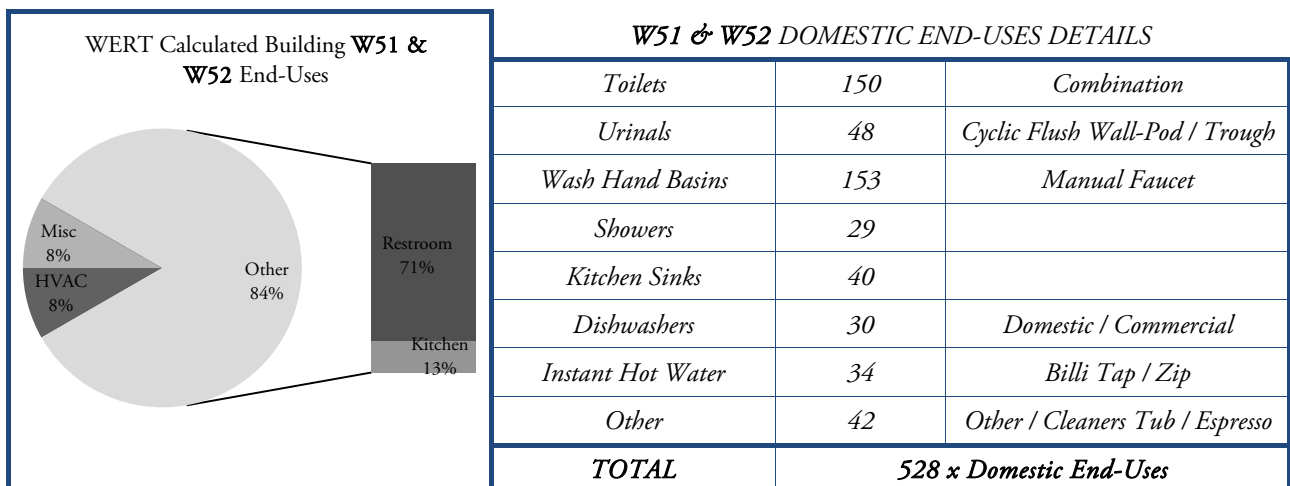 WERT Calculated Building W51 &
W52 End-Uses
Misc
8%
HVAC
8%
Other
84%
Restroom
71%
Kitchen
13%
W51 & W52 DOMESTIC END-USES DETAILS
Toilets 150 Combination
Urinals 48 Cyclic Flush Wall-Pod / Trough
Wash Hand Basins 153 Manual Faucet
Showers 29
Kitchen Sinks 40
Dishwashers 30 Domestic / Commercial
Instant Hot Water 34 Billi Tap / Zip
Other 42 Other / Cleaners Tub / Espresso
TOTAL 528 x Domestic End-Uses